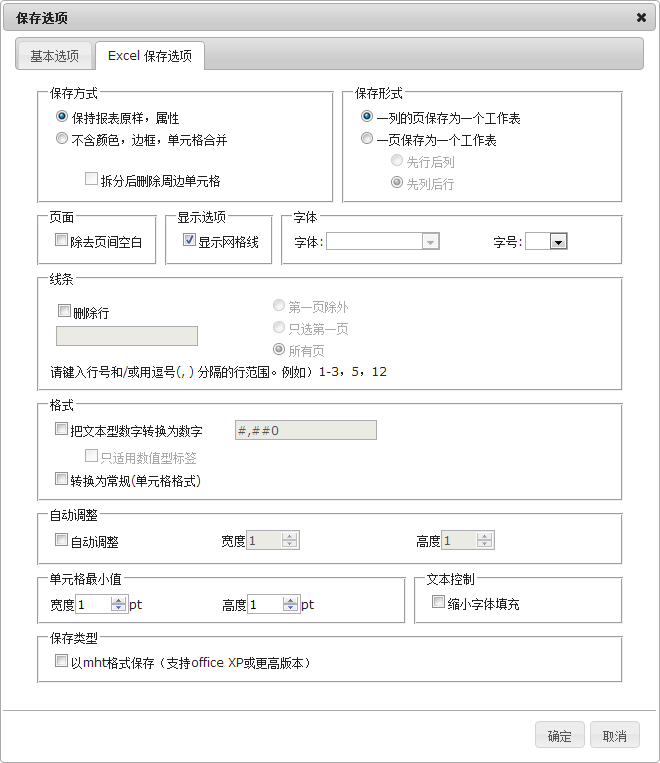 保存选项
基本选项 Excel 保存选项
保存方式 保存形式
保持报表原样，属性 一列的页保存为一个工作表
不含颜色，边框，单元格合并 一页保存为一个工作表
先行后列
拆分后删除周边单元格 先列后行
页面 显示选项 字体
除去页间空白 显示网格线 字体: 字号:
线条
删除行 第一页除外
只选第一页
所有页
请键入行号和/或用逗号(, ) 分隔的行范围。例如）1-3，5，12
格式
把文本型数字转换为数字 #,##0
只适用数值型标签
转换为常规(单元格格式)
自动调整
自动调整 宽度 1 高度 1
单元格最小值 文本控制
宽度 1 pt 高度 1 pt 缩小字体填充
保存类型
以mht格式保存（支持office XP或更高版本）
确定 取消